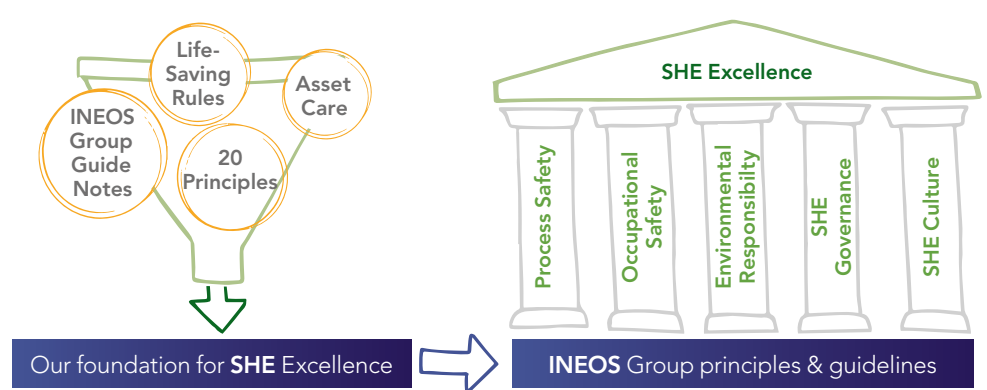 Life-
Saving
Rules
Asset
Care
INEOS
Group
Guide
Notes
20
Principles
Our foundation for SHE Excellence
SHE Excellence
Process Safety
Occupational
Safety
Environmental
Responsibilty
SHE
Governance
SHE Culture
INEOS Group principles & guidelines